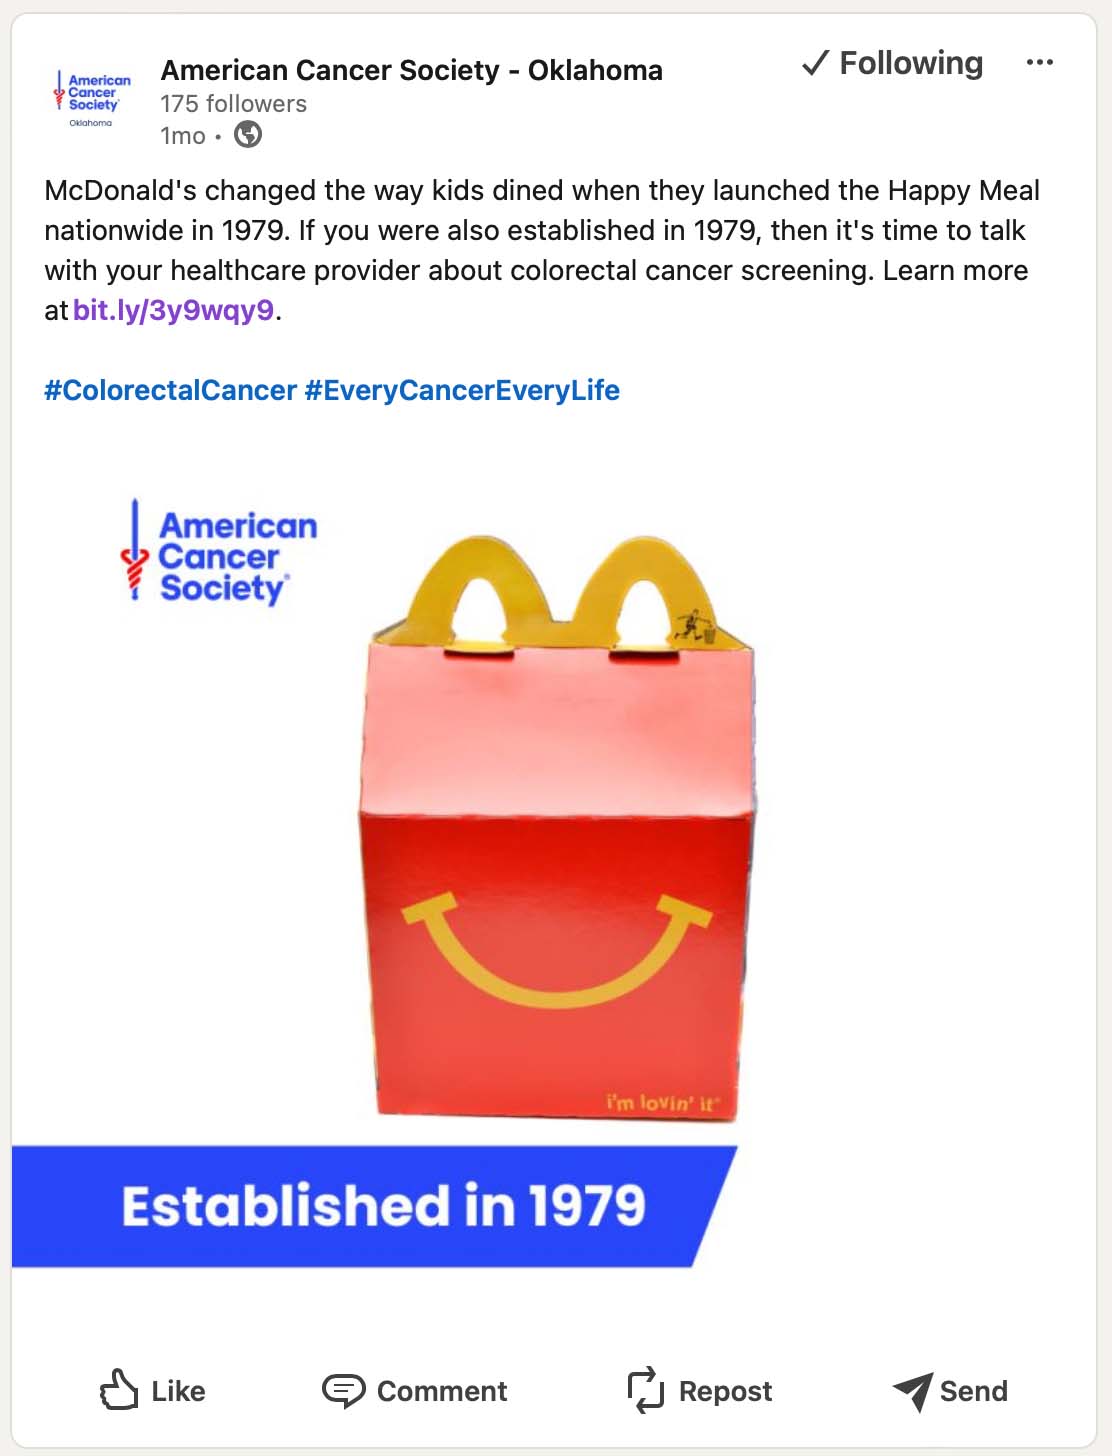 American
Cancer
Society
Oklahoma
American Cancer Society - Oklahoma
175 followers
1mo •
✓ Following ···
McDonald's changed the way kids dined when they launched the Happy Meal
nationwide in 1979. If you were also established in 1979, then it's time to talk
with your healthcare provider about colorectal cancer screening. Learn more
at bit.ly/3y9wqy9.
#ColorectalCancer #EveryCancerEveryLife
American
Cancer
Society®
i'm lovin' it®
Established in 1979
Like Comment Repost Send